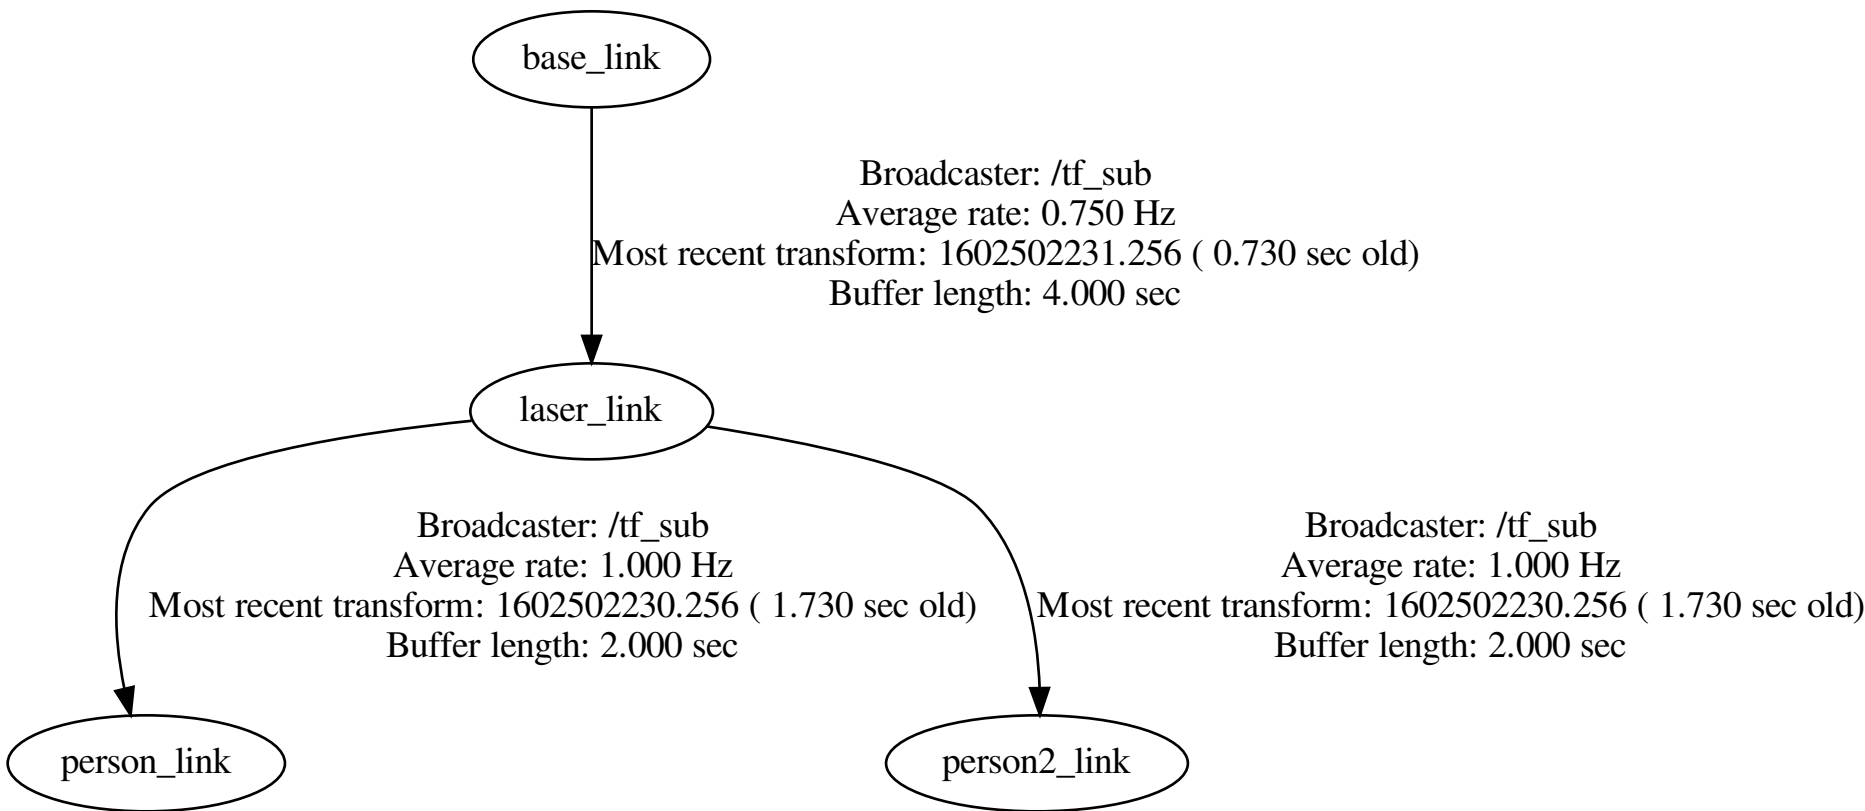 base_link
Broadcaster: /tf_sub
Average rate: 0.750 Hz
Most recent transform: 1602502231.256 ( 0.730 sec old)
Buffer length: 4.000 sec
laser_link
Broadcaster: /tf_sub
Average rate: 1.000 Hz
Most recent transform: 1602502230.256 ( 1.730 sec old)
Buffer length: 2.000 sec
Broadcaster: /tf_sub
Average rate: 1.000 Hz
Most recent transform: 1602502230.256 ( 1.730 sec old)
Buffer length: 2.000 sec
person_link
person2_link